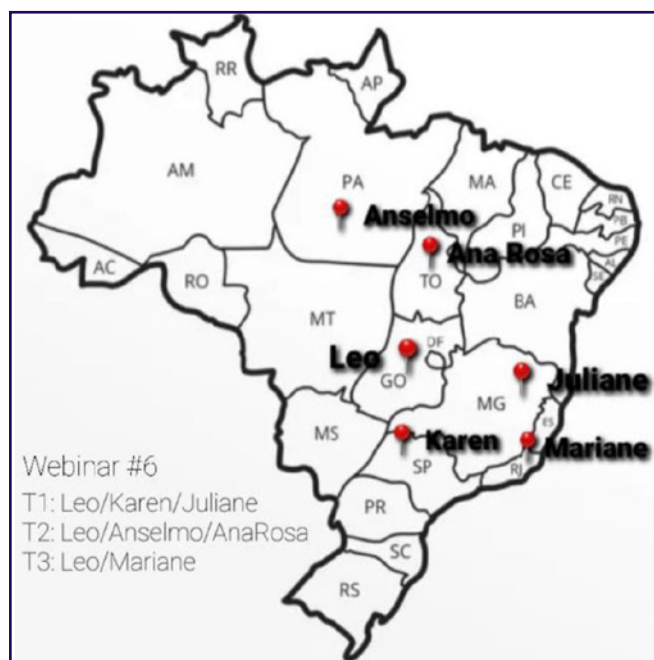 RR
AP
AM
PA
MA
CE
RN
PB
PE
AL
SE
PI
Anselmo
Ana Rosa
AC
RO
TO
BA
MT
DF
Leo
GO
Juliane
MG
ES
MS
Karen
Mariane
SP
RJ
Webinar #6
T1: Leo/Karen/Juliane
T2: Leo/Anselmo/AnaRosa
T3: Leo/Mariane
PR
SC
RS